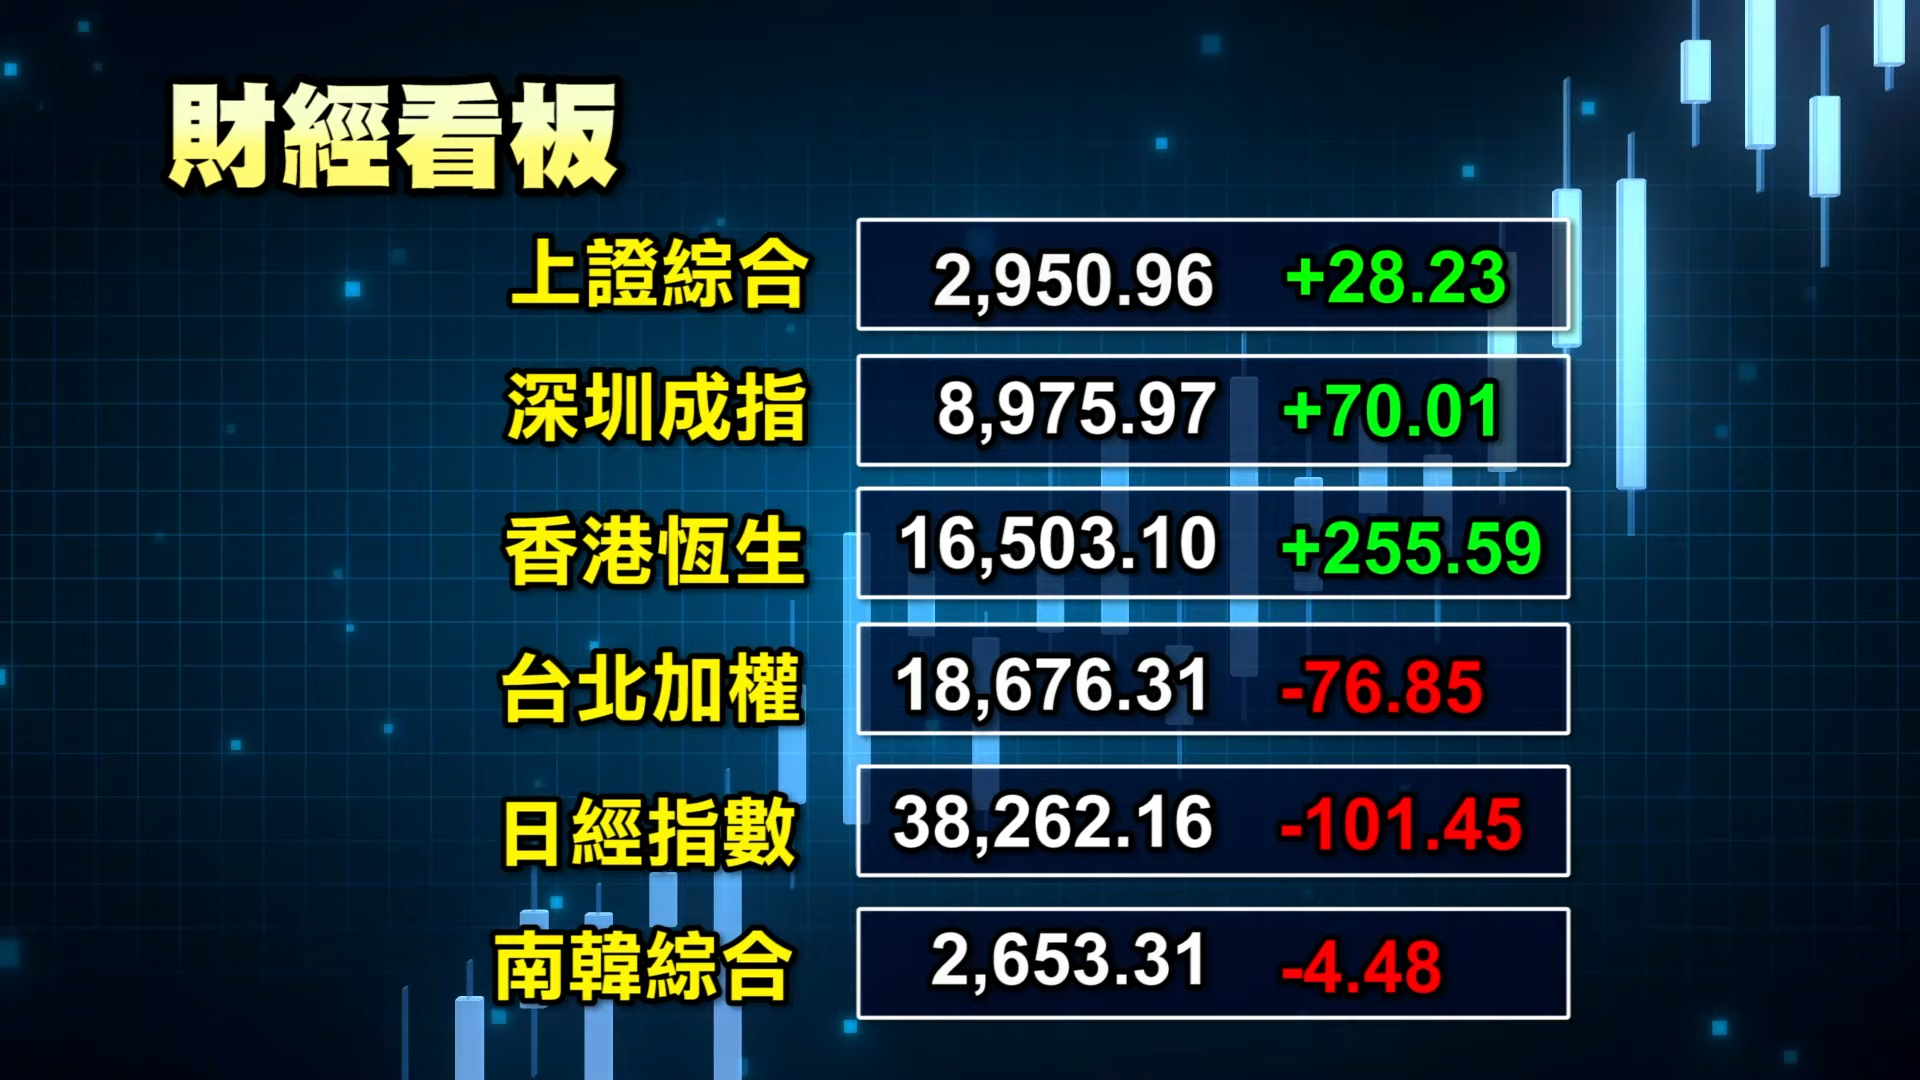 財經看板
上證綜合 2,950.96 +28.23
深圳成指 8,975.97 +70.01
香港恆生 16,503.10 +255.59
台北加權 18,676.31 -76.85
日經指數 38,262.16 -101.45
南韓綜合 2,653.31 -4.48